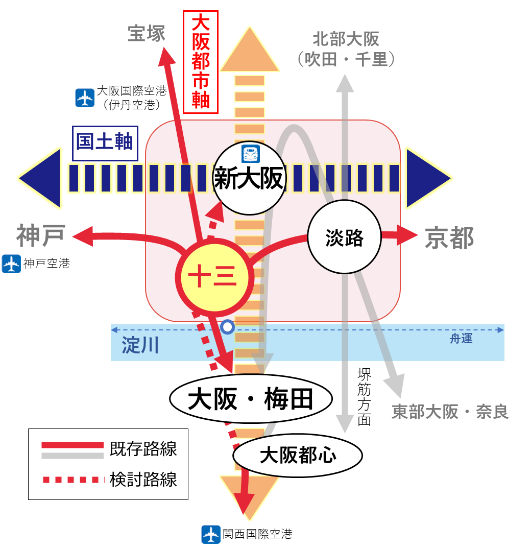 宝塚
大阪都市軸
北部大阪
（吹田・千里）
大阪国際空港
（伊丹空港）
国土軸
新大阪
神戸
淡路
京都
神戸空港
十三
淀川
舟運
大阪・梅田
堺筋方面
東部大阪・奈良
既存路線
検討路線
大阪都心
関西国際空港